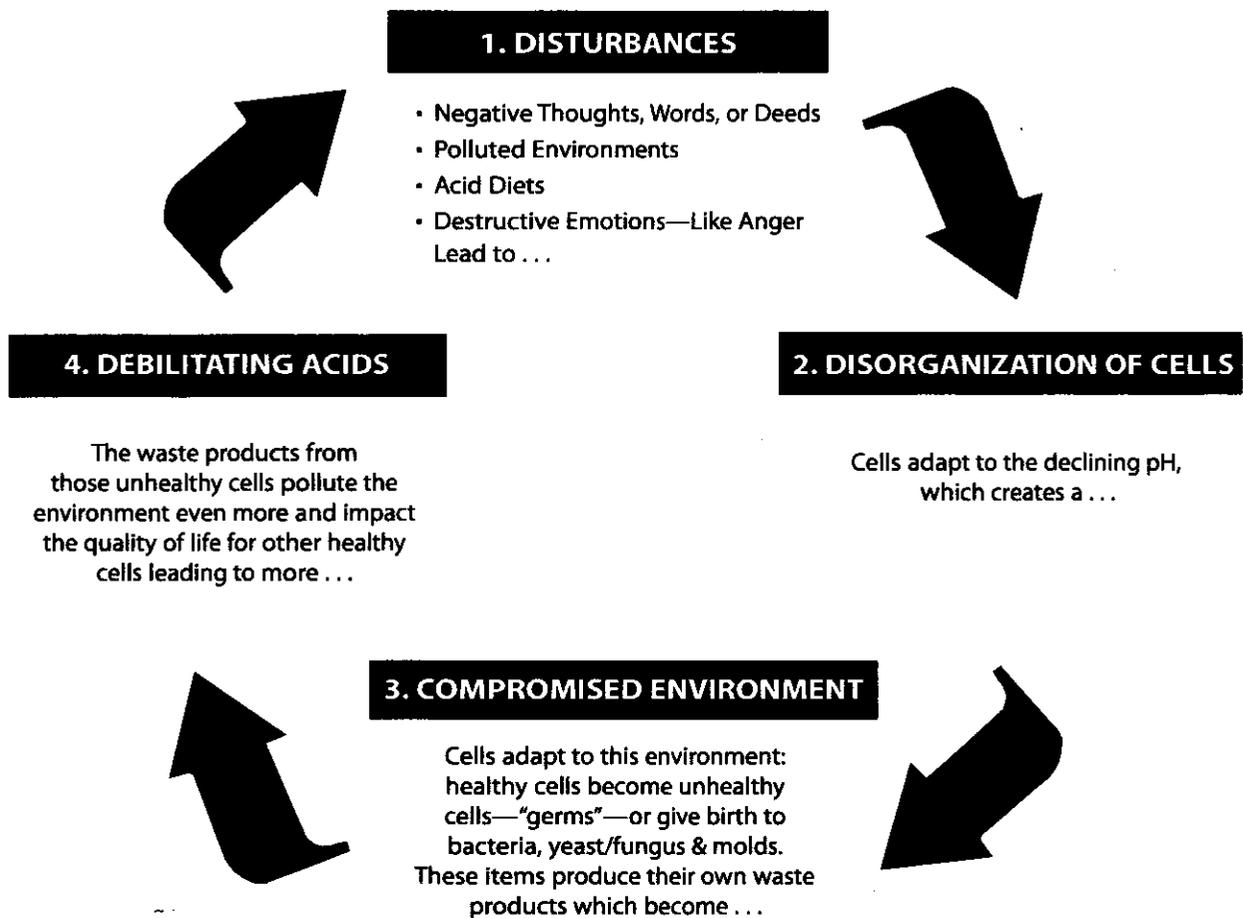 1. DISTURBANCES
• Negative Thoughts, Words, or Deeds
• Polluted Environments
• Acid Diets
• Destructive Emotions—Like Anger
Lead to . . .
2. DISORGANIZATION OF CELLS
Cells adapt to the declining pH,
which creates a . . .
3. COMPROMISED ENVIRONMENT
Cells adapt to this environment:
healthy cells become unhealthy
cells—“germs”—or give birth to
bacteria, yeast/fungus & molds.
These items produce their own waste
products which become . . .
4. DEBILITATING ACIDS
The waste products from
those unhealthy cells pollute the
environment even more and impact
the quality of life for other healthy
cells leading to more . . .